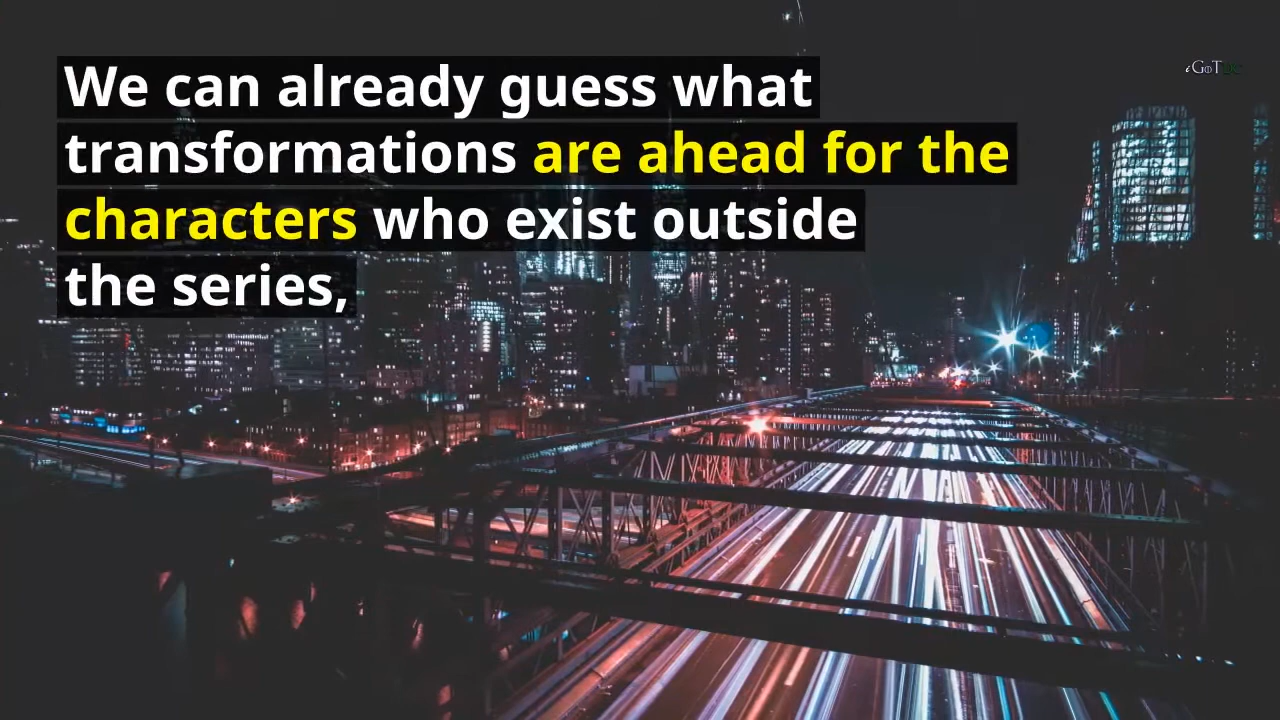 We can already guess what
transformations are ahead for the
characters who exist outside
the series,